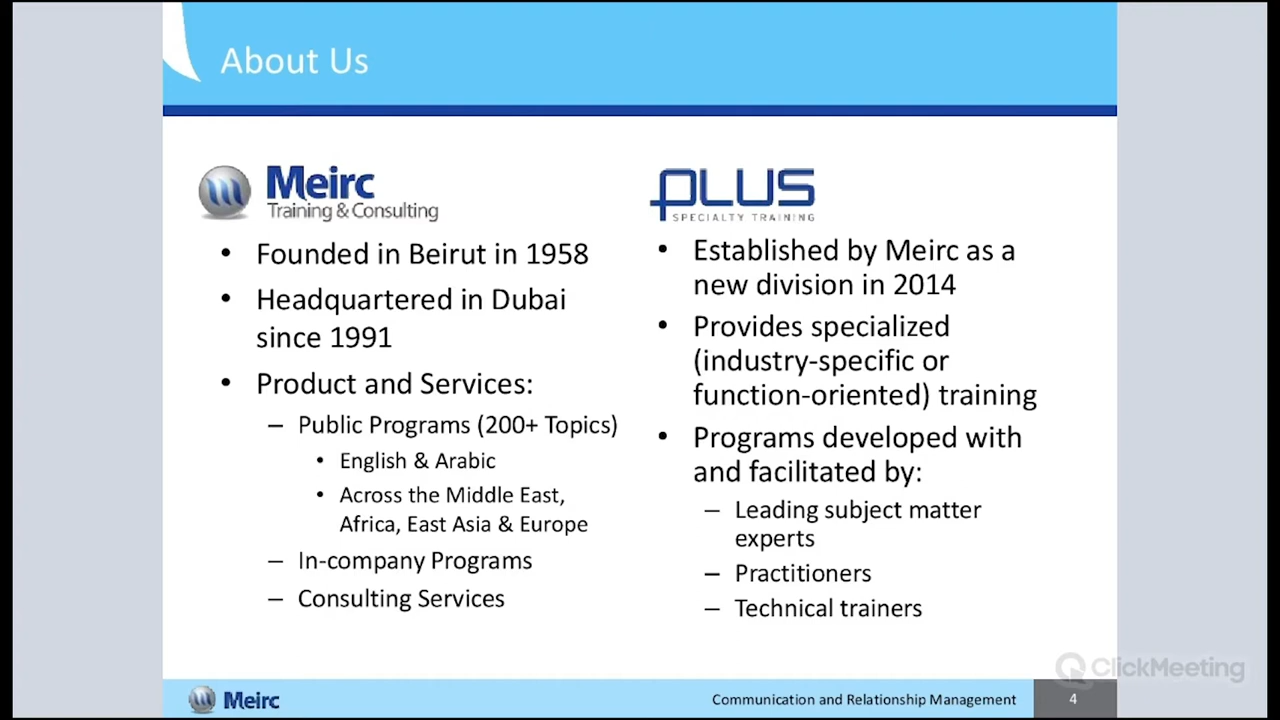 About Us
Meirc
Training & Consulting
• Founded in Beirut in 1958
• Headquartered in Dubai
since 1991
• Product and Services:
– Public Programs (200+ Topics)
• English & Arabic
• Across the Middle East,
Africa, East Asia & Europe
– In-company Programs
– Consulting Services
PLUS
SPECIALTY TRAINING
• Established by Meirc as a
new division in 2014
• Provides specialized
(industry-specific or
function-oriented) training
• Programs developed with
and facilitated by:
– Leading subject matter
experts
– Practitioners
– Technical trainers
ClickMeeting
Meirc
Communication and Relationship Management
4